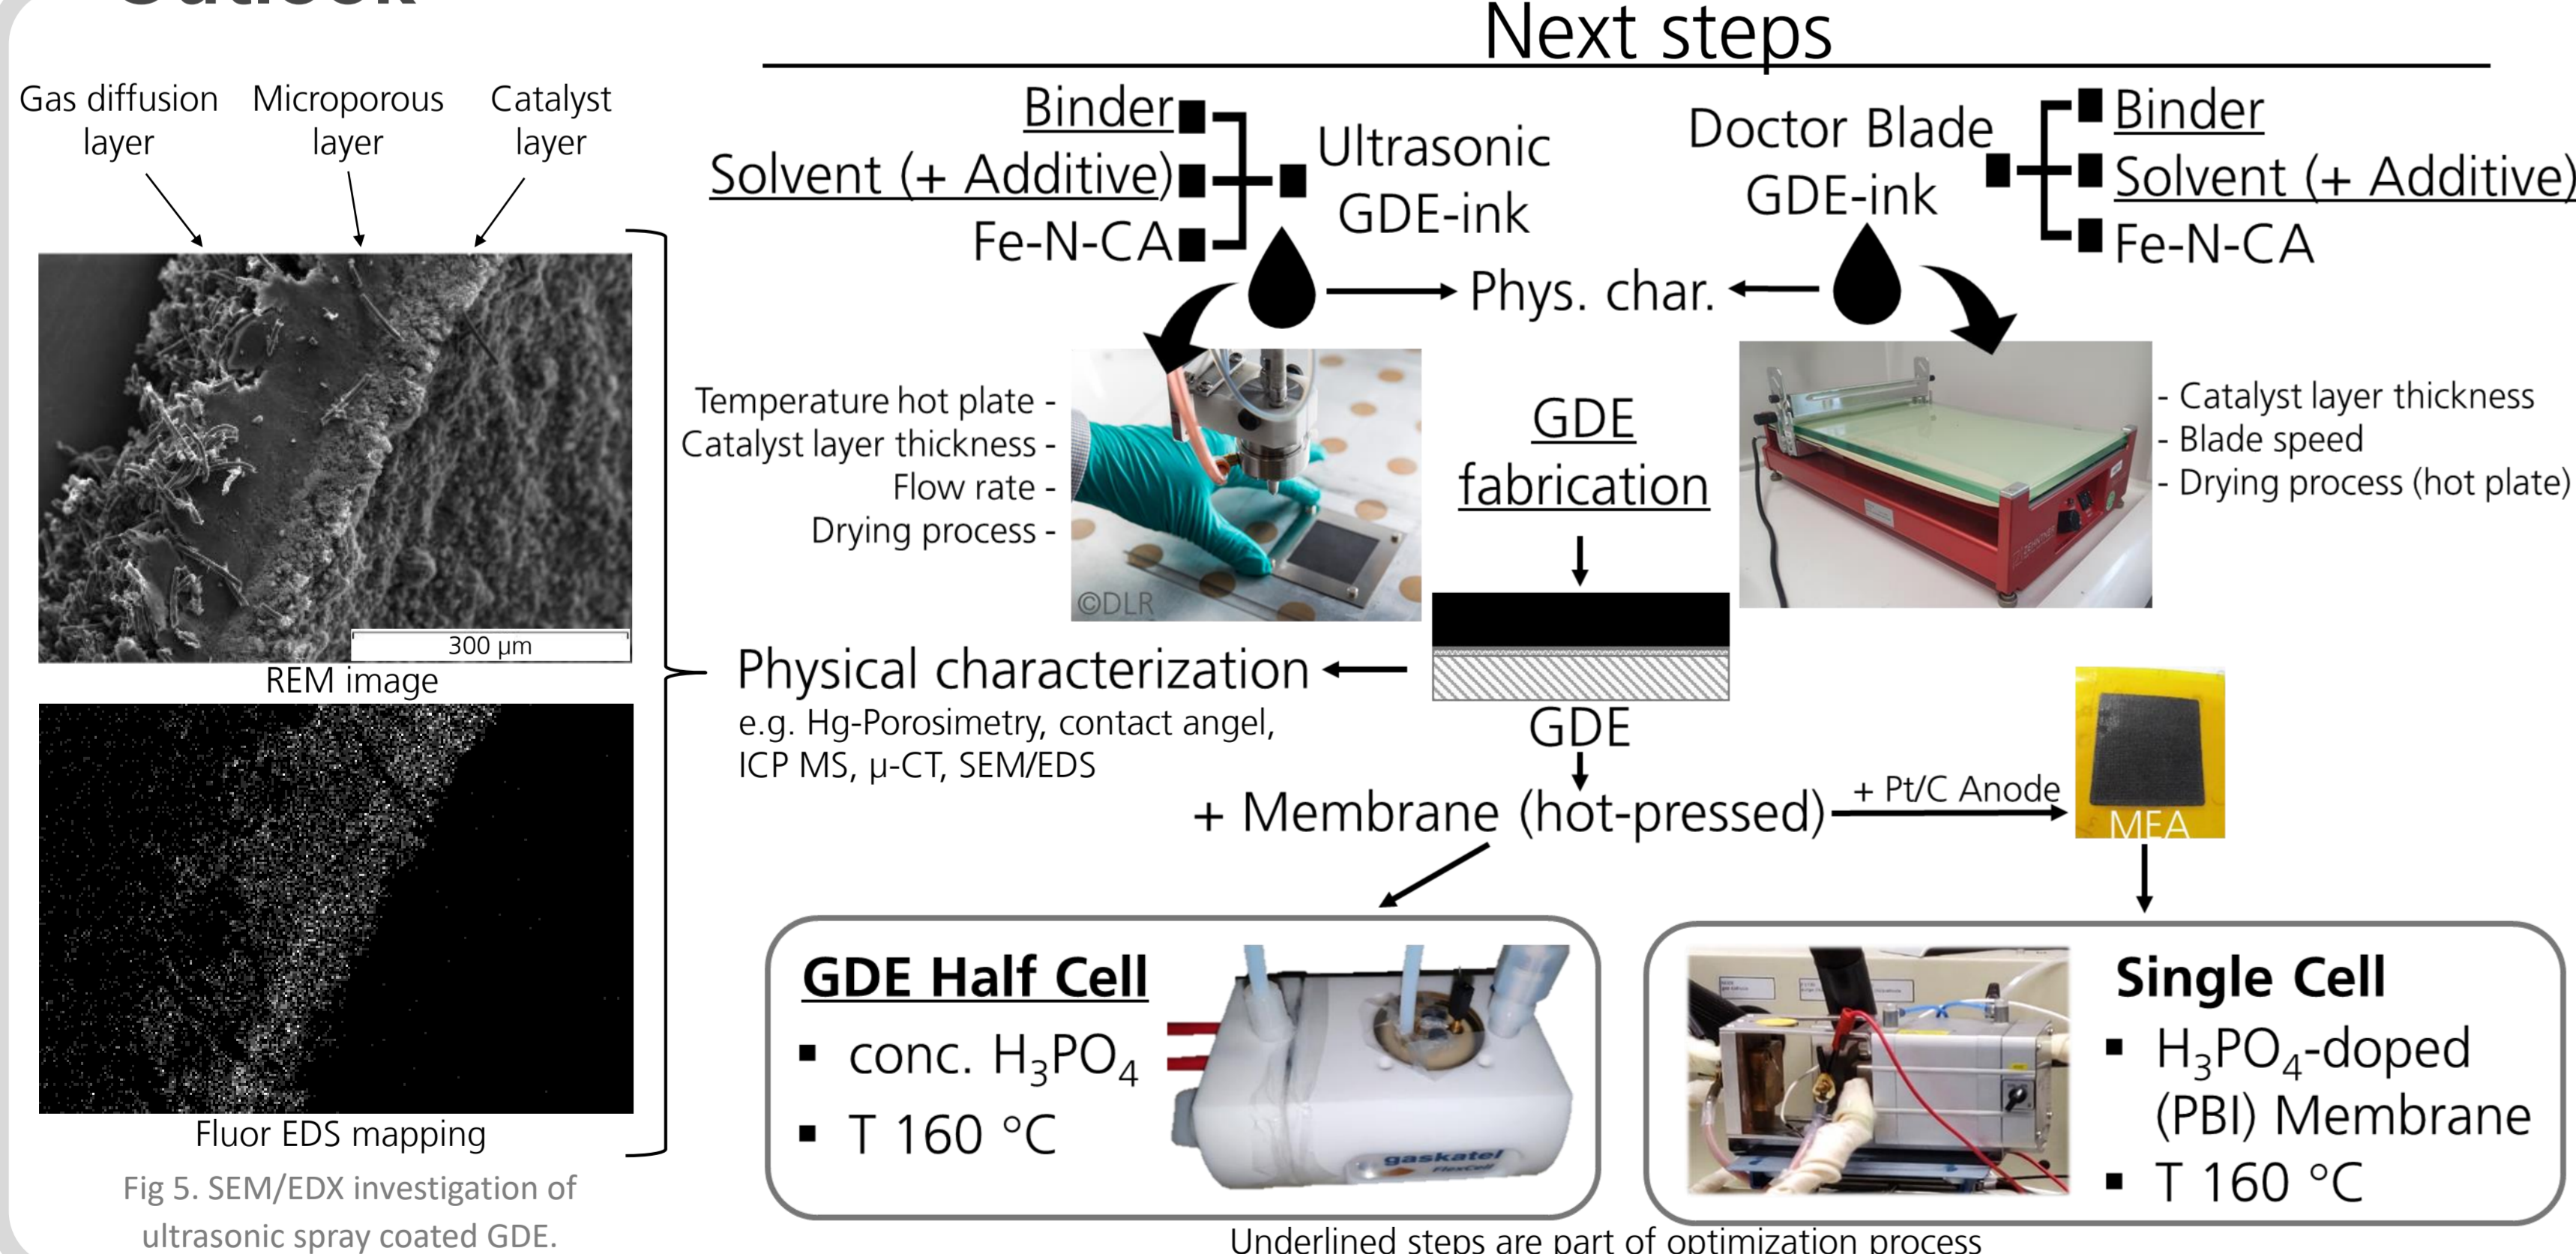 Outlook
Next steps
Gas diffusion
layer
Microporous
layer
Catalyst
layer
300 µm
REM image
Fluor EDS mapping
Fig 5. SEM/EDX investigation of
ultrasonic spray coated GDE.
Binder
Solvent (+ Additive)
Fe-N-CA
Ultrasonic
GDE-ink
Doctor Blade
GDE-ink
Binder
Solvent (+ Additive)
Fe-N-CA
Phys. char.
Temperature hot plate -
Catalyst layer thickness -
Flow rate -
Drying process -
©DLR
GDE
fabrication
- Catalyst layer thickness
- Blade speed
- Drying process (hot plate)
Physical characterization
e.g. Hg-Porosimetry, contact angel,
ICP MS, µ-CT, SEM/EDS
GDE
+ Membrane (hot-pressed)
+ Pt/C Anode
MEA
GDE Half Cell
▪ conc. H₃PO₄
▪ T 160 °C
gaskatel
FlexCell
Single Cell
▪ H₃PO₄-doped
(PBI) Membrane
▪ T 160 °C
Underlined steps are part of optimization process